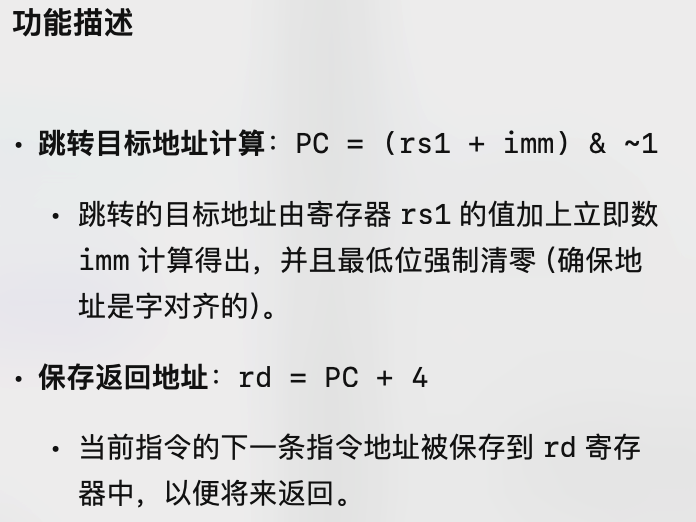 功能描述
• 跳转目标地址计算：PC = (rs1 + imm) & ~1
• 跳转的目标地址由寄存器 rs1 的值加上立即数
imm 计算得出，并且最低位强制清零 (确保地
址是字对齐的)。
• 保存返回地址：rd = PC + 4
• 当前指令的下一条指令地址被保存到 rd 寄存
器中，以便将来返回。